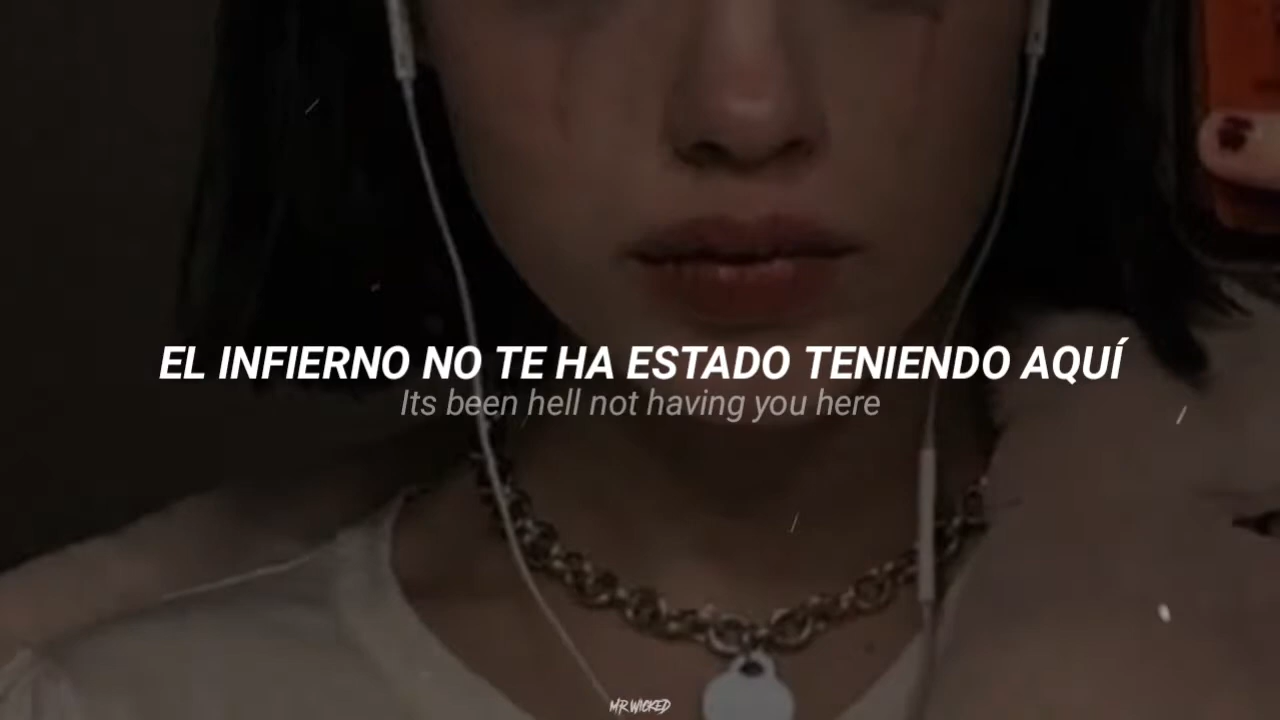 EL INFIERNO NO TE HA ESTADO TENIENDO AQUÍ
Its been hell not having you here
MR WICKED